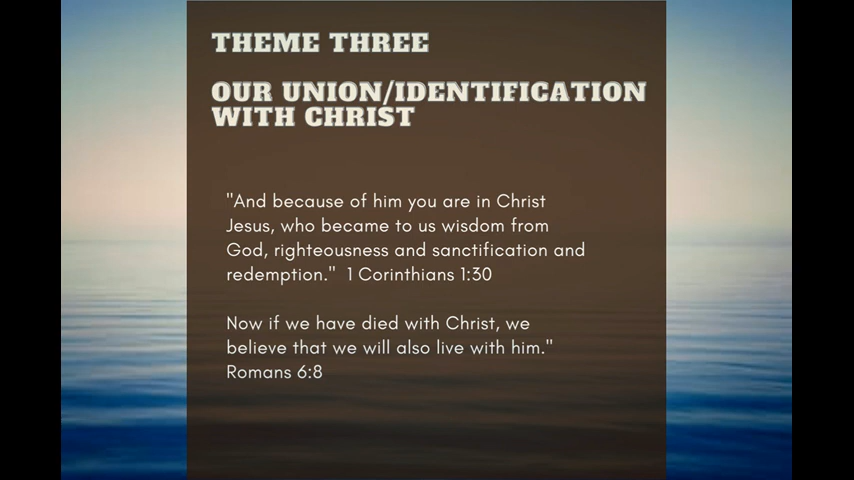 THEME THREE
OUR UNION/IDENTIFICATION
WITH CHRIST
"And because of him you are in Christ
Jesus, who became to us wisdom from
God, righteousness and sanctification and
redemption." 1 Corinthians 1:30
Now if we have died with Christ, we
believe that we will also live with him."
Romans 6:8